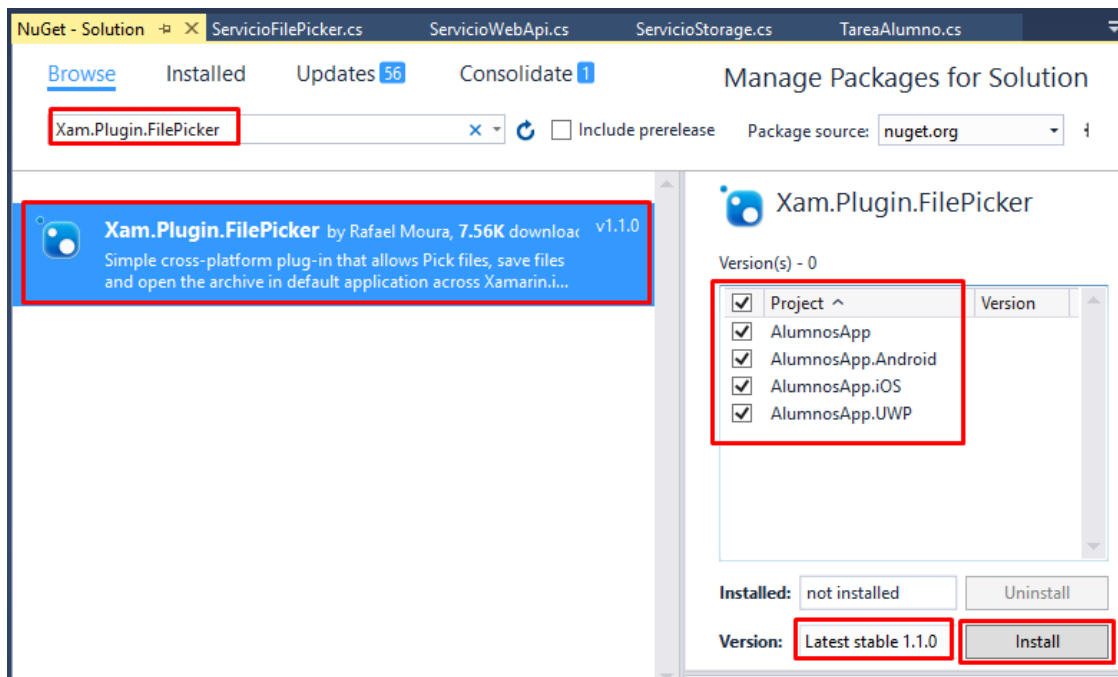 NuGet - Solution ServicioFilePicker.cs ServicioWebApi.cs ServicioStorage.cs TareaAlumno.cs
Browse Installed Updates 56 Consolidate 1 Manage Packages for Solution
Xam.Plugin.FilePicker Include prerelease Package source: nuget.org
Xam.Plugin.FilePicker by Rafael Moura, 7.56K downloac v1.1.0
Simple cross-platform plug-in that allows Pick files, save files
and open the archive in default application across Xamarin.i...
Xam.Plugin.FilePicker
Version(s) - 0
Project Version
AlumnosApp
AlumnosApp.Android
AlumnosApp.iOS
AlumnosApp.UWP
Installed: not installed Uninstall
Version: Latest stable 1.1.0 Install